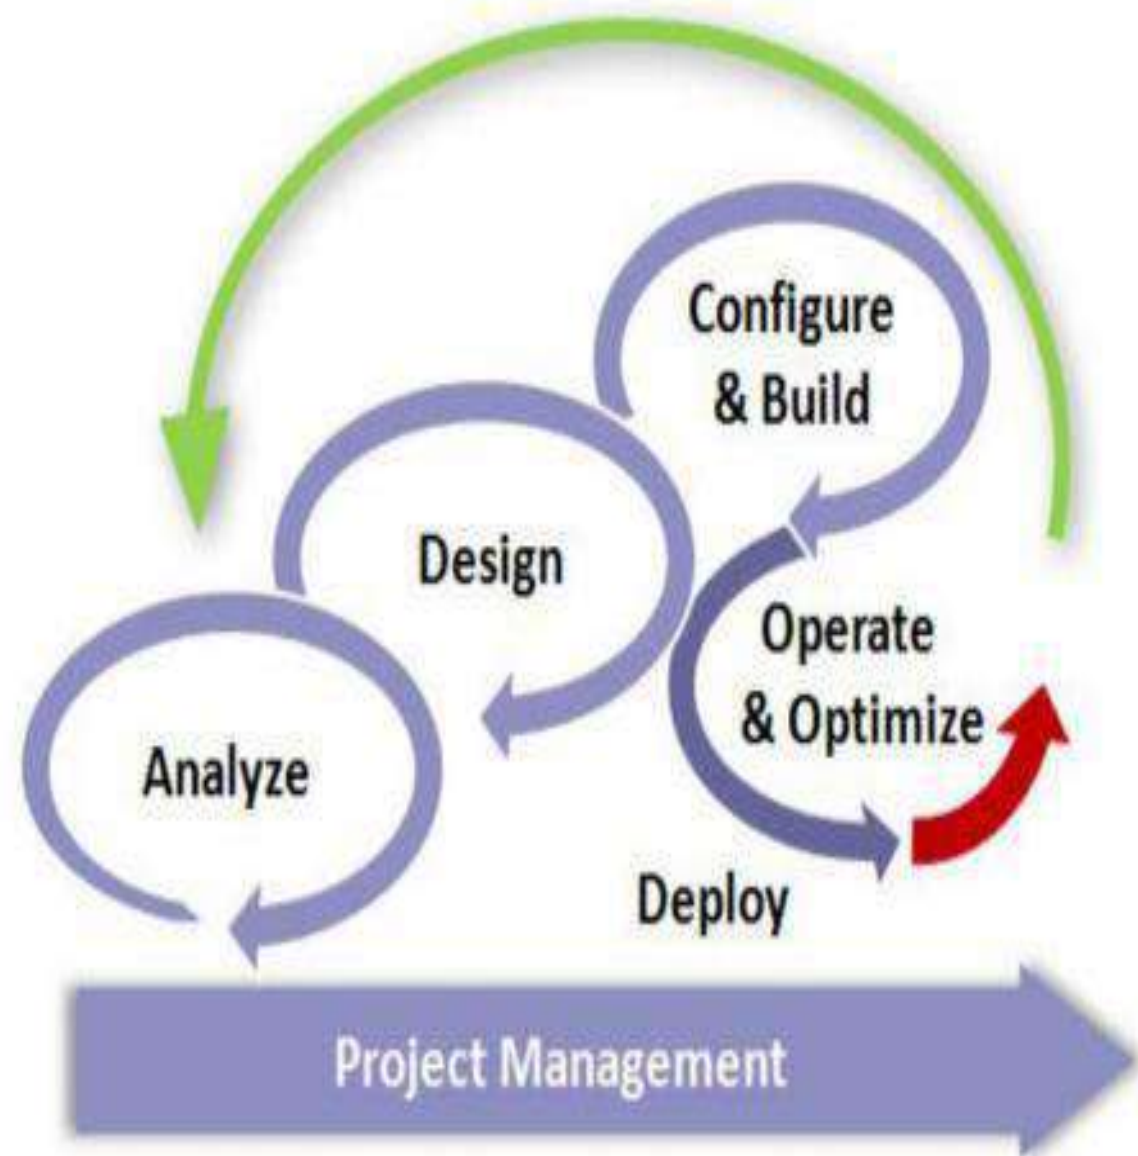 Configure
& Build
Design
Operate
& Optimize
Analyze
Deploy
Project Management